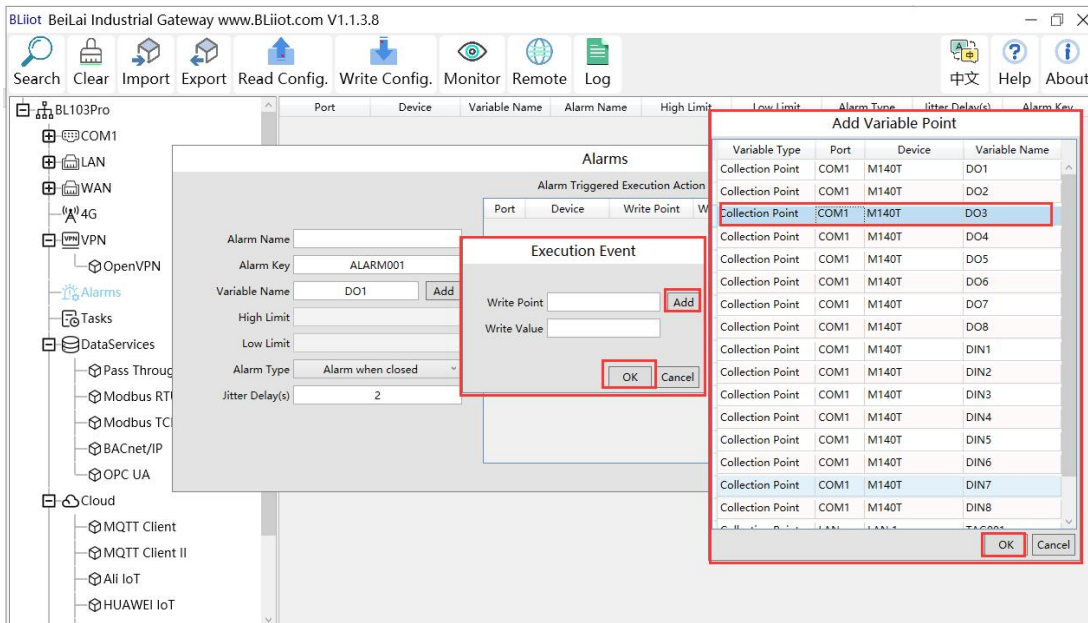 BLiiot BeiLai Industrial Gateway www.BLiiot.com V1.1.3.8
Search Clear Import Export Read Config. Write Config. Monitor Remote Log 中文 Help About
BL103Pro
COM1
LAN
WAN
4G
VPN
OpenVPN
Alarms
Tasks
DataServices
Pass Throug
Modbus RTU
Modbus TC
BACnet/IP
OPC UA
Cloud
MQTT Client
MQTT Client II
Ali IoT
HUAWEI IoT
Port Device Variable Name Alarm Name High Limit Low Limit Alarm Type Jitter Delay(s) Alarm Key
Alarms
Alarm Triggered Execution Action
Port Device Write Point W
Alarm Name
Alarm Key ALARM001
Variable Name DO1 Add
High Limit
Low Limit
Alarm Type Alarm when closed
Jitter Delay(s) 2
Execution Event
Write Point Add
Write Value
OK Cancel
Add Variable Point
Variable Type Port Device Variable Name
Collection Point COM1 M140T DO1
Collection Point COM1 M140T DO2
Collection Point COM1 M140T DO3
Collection Point COM1 M140T DO4
Collection Point COM1 M140T DO5
Collection Point COM1 M140T DO6
Collection Point COM1 M140T DO7
Collection Point COM1 M140T DO8
Collection Point COM1 M140T DIN1
Collection Point COM1 M140T DIN2
Collection Point COM1 M140T DIN3
Collection Point COM1 M140T DIN4
Collection Point COM1 M140T DIN5
Collection Point COM1 M140T DIN6
Collection Point COM1 M140T DIN7
Collection Point COM1 M140T DIN8
OK Cancel